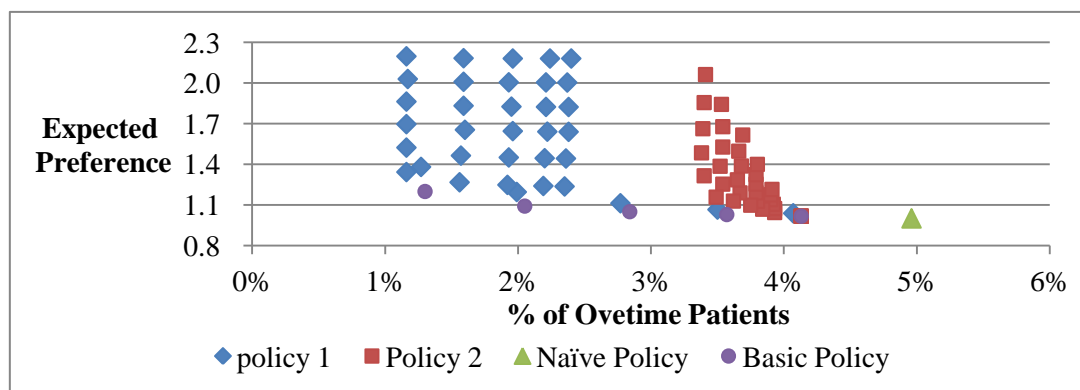 2.3
2.0
1.7
1.4
1.1
0.8
Expected
Preference
0% 1% 2% 3% 4% 5% 6%
% of Ovetime Patients
policy 1 Policy 2 Naïve Policy Basic Policy